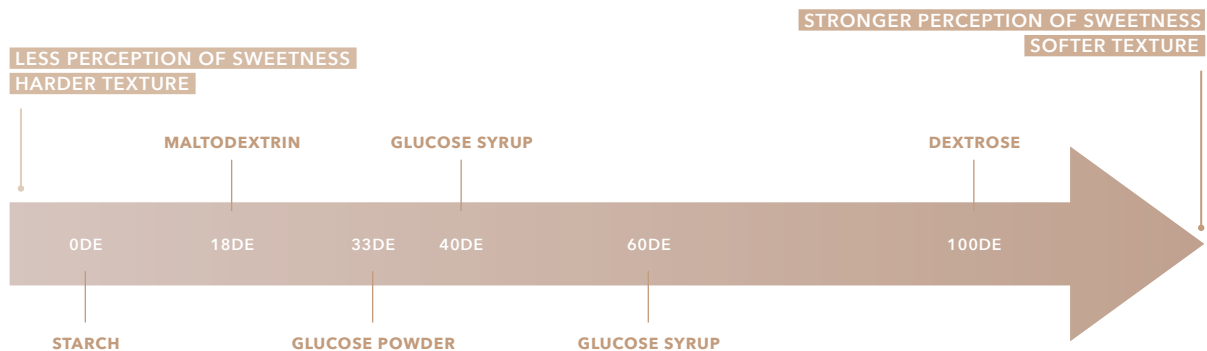 STRONGER PERCEPTION OF SWEETNESS
SOFTER TEXTURE
LESS PERCEPTION OF SWEETNESS
HARDER TEXTURE
MALTODEXTRIN GLUCOSE SYRUP DEXTROSE
0DE 18DE 33DE 40DE 60DE 100DE
STARCH GLUCOSE POWDER GLUCOSE SYRUP